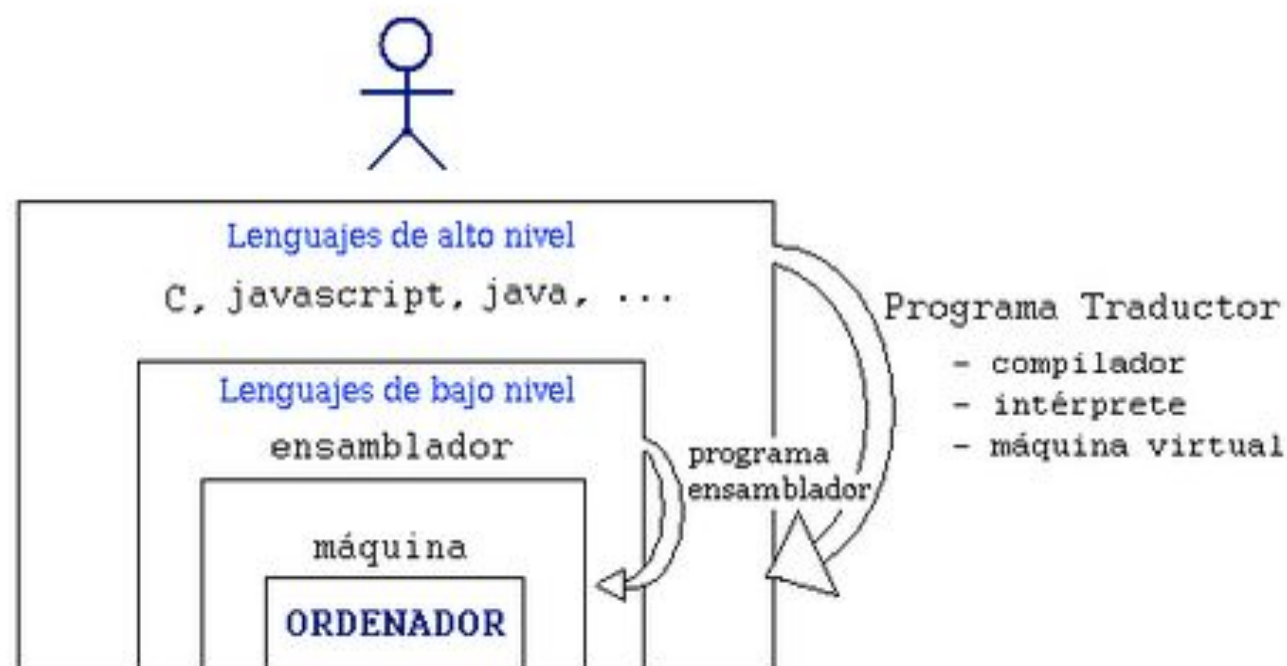 Lenguajes de alto nivel
C, javascript, java, ...
Programa Traductor
- compilador
- intérprete
- máquina virtual
Lenguajes de bajo nivel
ensamblador
programa
ensamblador
máquina
ORDENADOR